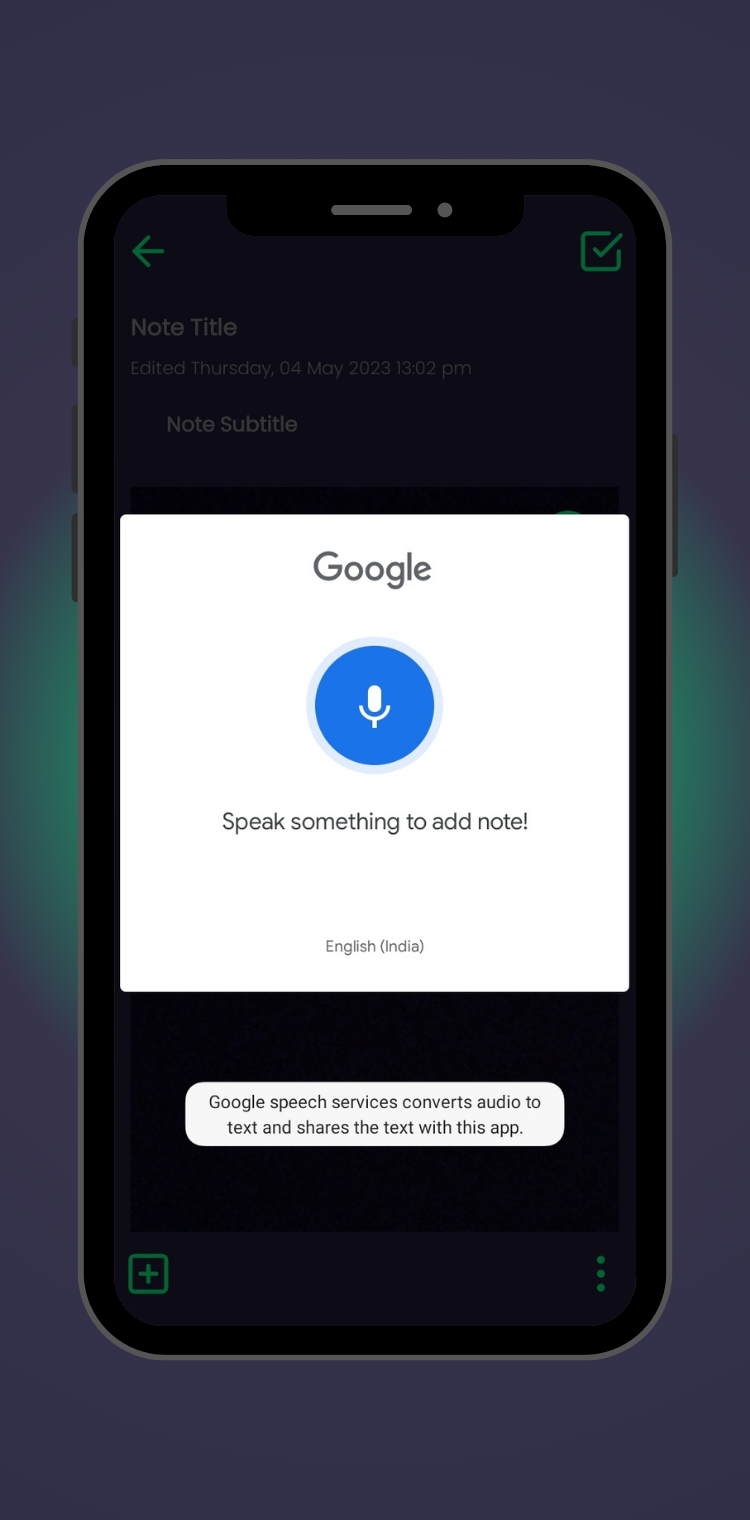 Note Title
Edited Thursday, 04 May 2023 13:02 pm
Note Subtitle
Google
Speak something to add note!
English (India)
Google speech services converts audio to
text and shares the text with this app.